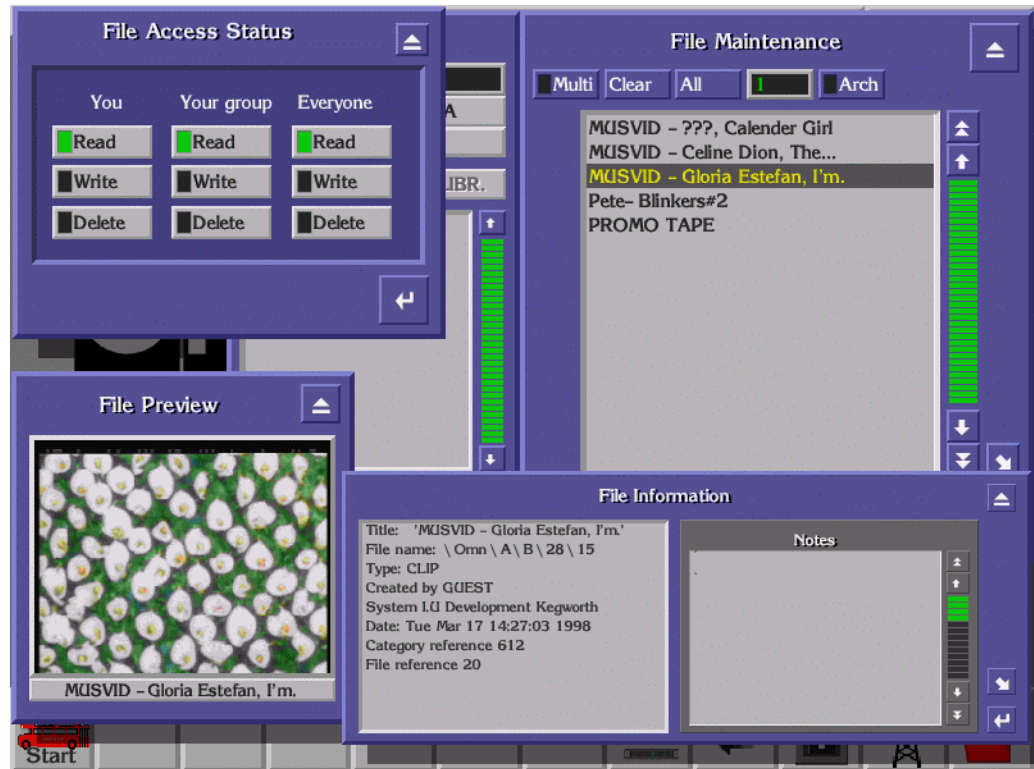 File Access Status
You Your group Everyone
Read Read Read
Write Write Write
Delete Delete Delete
A
IBR.
File Maintenance
Multi Clear All 1 Arch
MUSVID - ???, Calender Girl
MUSVID - Celine Dion, The...
MUSVID - Gloria Estefan, I'm.
Pete- Blinkers#2
PROMO TAPE
File Preview
MUSVID - Gloria Estefan, I'm.
File Information
Title: 'MUSVID - Gloria Estefan, I'm.'
File name: \Omn\A\B\28\15
Type: CLIP
Created by GUEST
System I.U Development Kegworth
Date: Tue Mar 17 14:27:03 1998
Category reference 612
File reference 20
Notes
Start